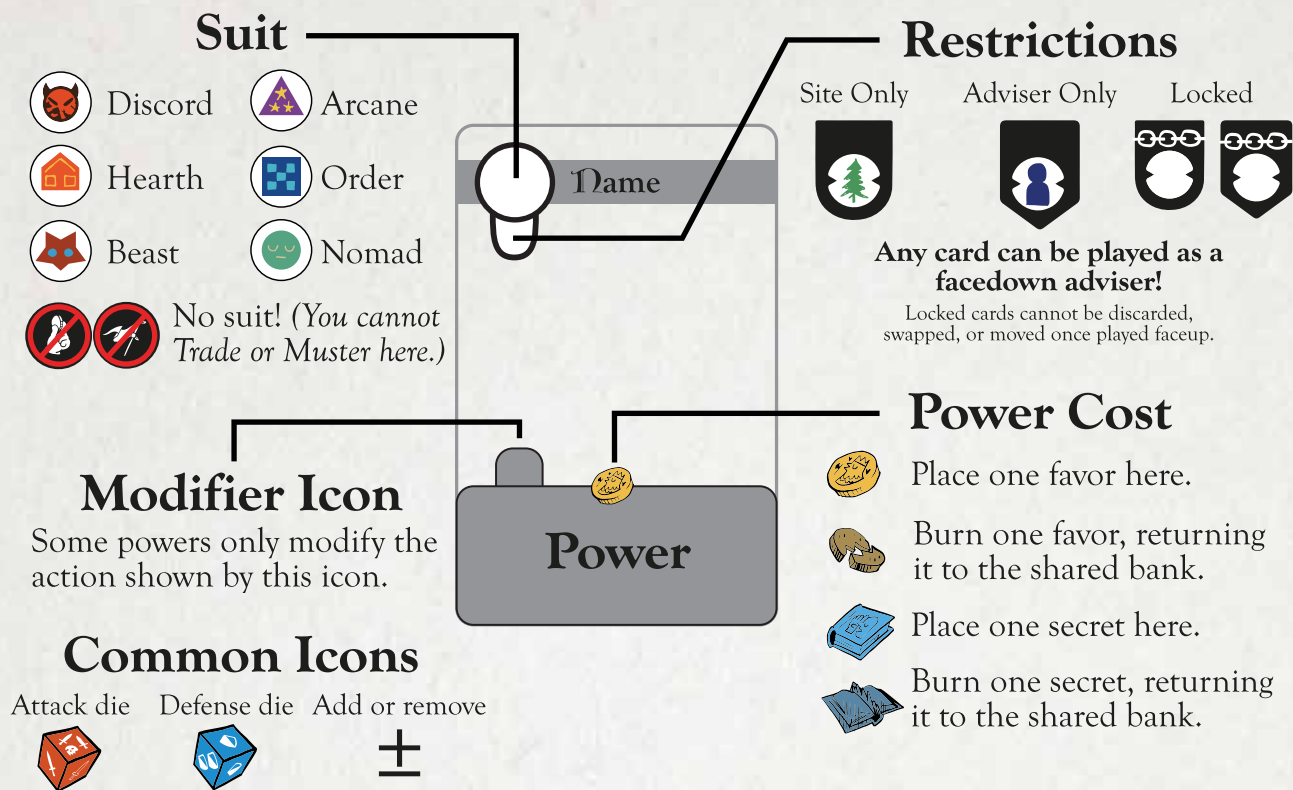 Suit
Discord
Arcane
Hearth
Order
Beast
Nomad
No suit! (You cannot
Trade or Muster here.)
Name
Restrictions
Site Only
Adviser Only
Locked
Any card can be played as a
facedown adviser!
Locked cards cannot be discarded,
swapped, or moved once played faceup.
Modifier Icon
Some powers only modify the
action shown by this icon.
Power
Power Cost
Place one favor here.
Burn one favor, returning
it to the shared bank.
Place one secret here.
Burn one secret, returning
it to the shared bank.
Common Icons
Attack die
Defense die
Add or remove
±